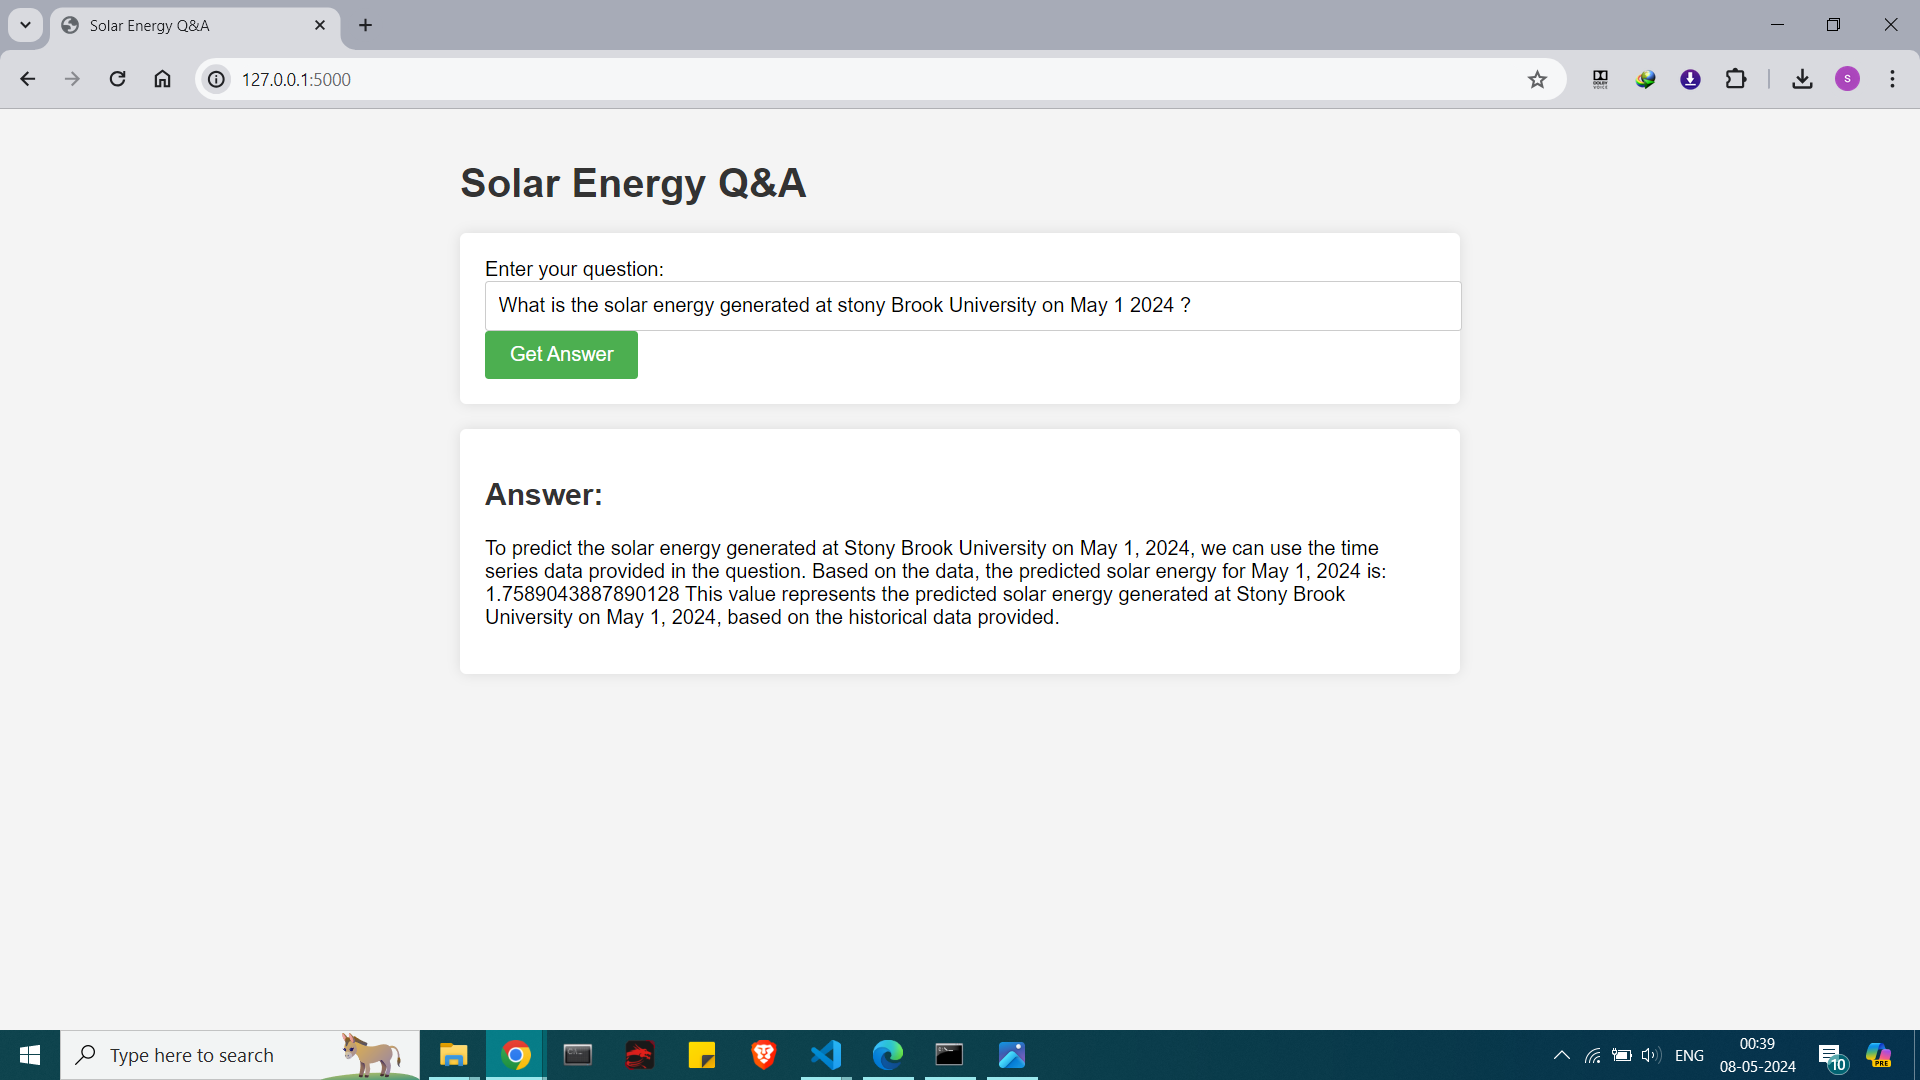 Solar Energy Q&A
127.0.0.1:5000
S
Solar Energy Q&A
Enter your question:
What is the solar energy generated at stony Brook University on May 1 2024 ?
Get Answer
Answer:
To predict the solar energy generated at Stony Brook University on May 1, 2024, we can use the time
series data provided in the question. Based on the data, the predicted solar energy for May 1, 2024 is:
1.7589043887890128 This value represents the predicted solar energy generated at Stony Brook
University on May 1, 2024, based on the historical data provided.
Type here to search
ENG
00:39
08-05-2024
10
PRE